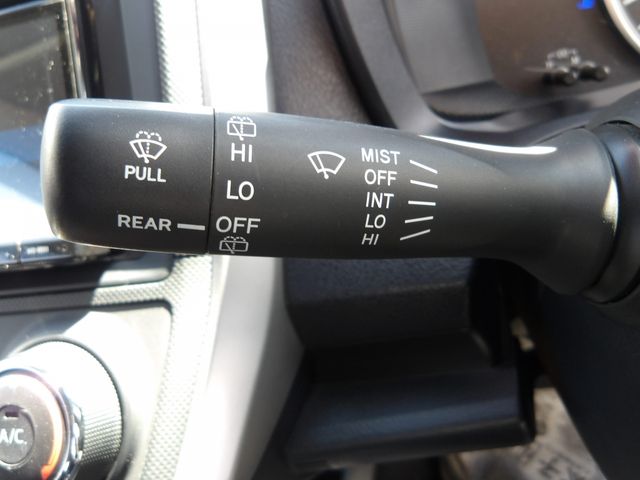 PULL
REAR
HI
LO
OFF
MIST
OFF
INT
LO
HI
A/C